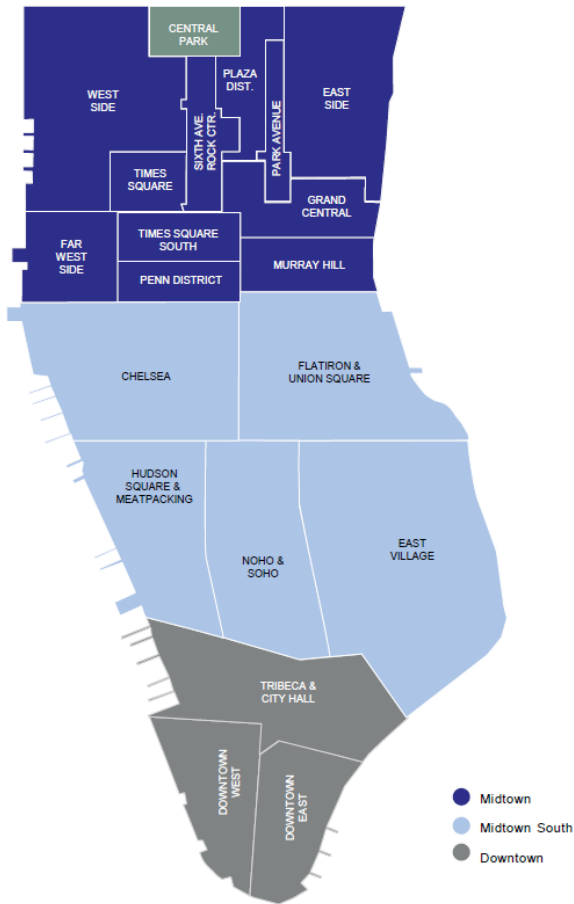 CENTRAL
PARK
WEST
SIDE
SIXTH AVE.
ROCK CTR.
PLAZA
DIST.
PARK AVENUE
EAST
SIDE
TIMES
SQUARE
GRAND
CENTRAL
FAR
WEST
SIDE
TIMES SQUARE
SOUTH
PENN DISTRICT
MURRAY HILL
CHELSEA
FLATIRON &
UNION SQUARE
HUDSON
SQUARE &
MEATPACKING
NOHO &
SOHO
EAST
VILLAGE
TRIBECA &
CITY HALL
DOWNTOWN
WEST
DOWNTOWN
EAST
Midtown
Midtown South
Downtown